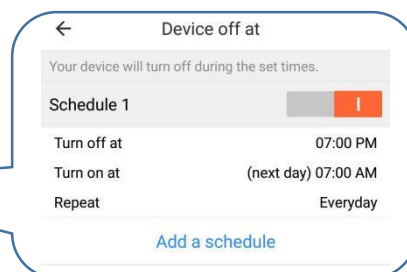 Device off at
Your device will turn off during the set times.
Schedule 1
Turn off at 07:00 PM
Turn on at (next day) 07:00 AM
Repeat Everyday
Add a schedule